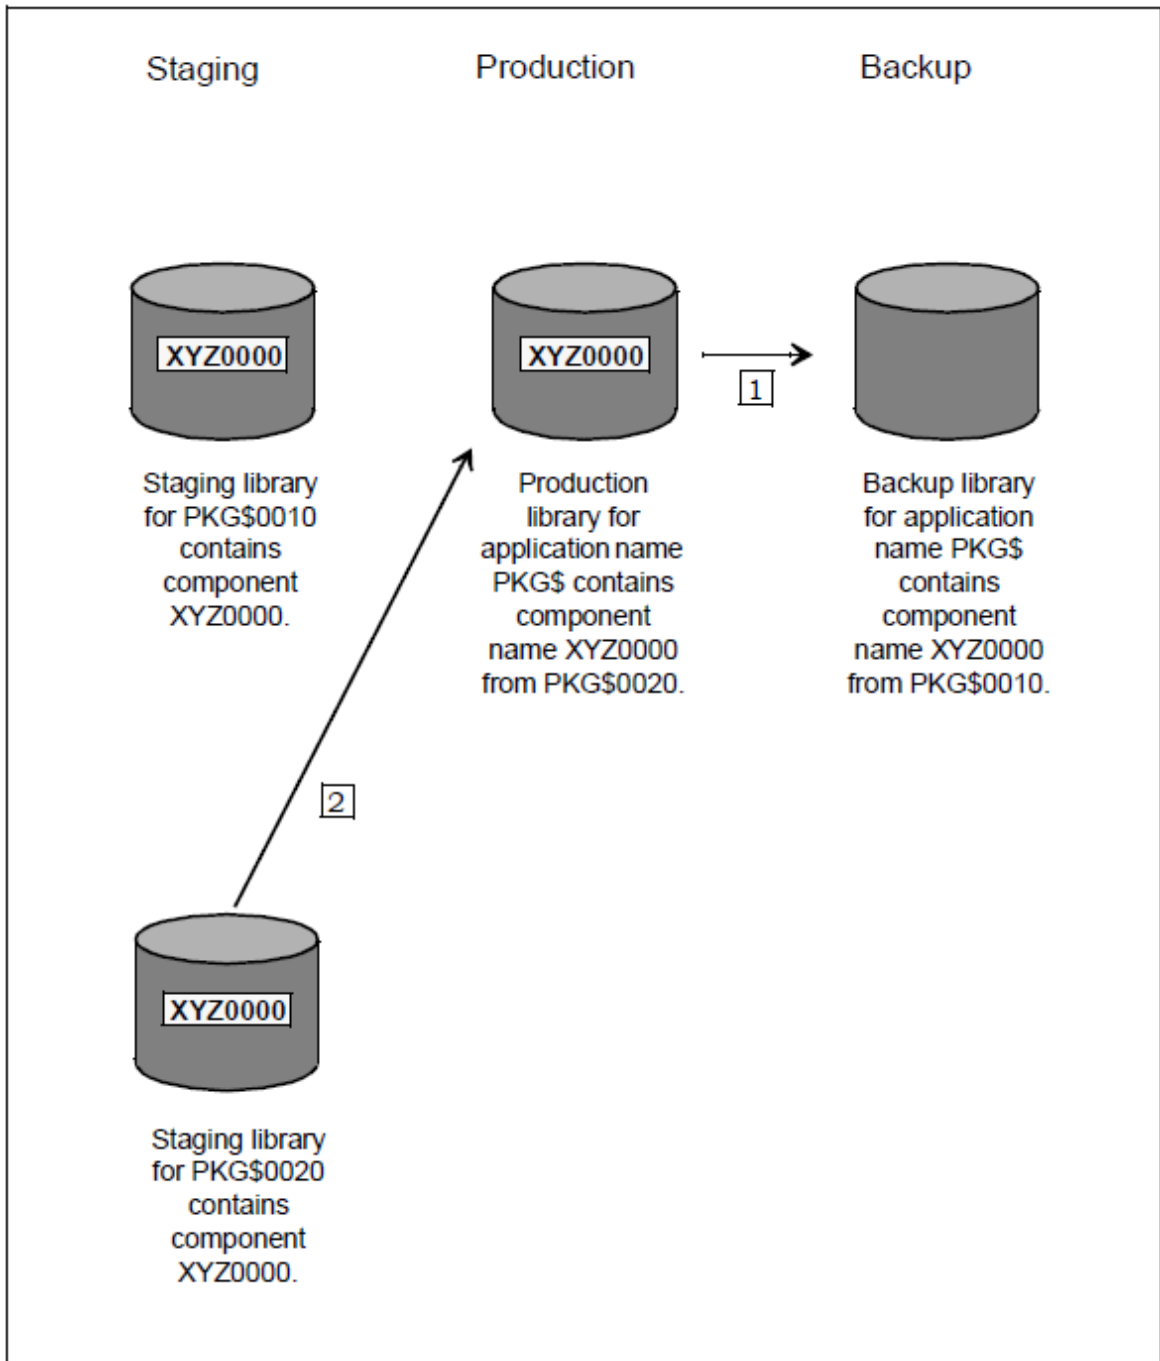 Staging
Production
Backup
XYZ0000
XYZ0000
1
Staging library
for PKG$0010
contains
component
XYZ0000.
Production
library for
application name
PKG$ contains
component
name XYZ0000
from PKG$0020.
Backup library
for application
name PKG$
contains
component
name XYZ0000
from PKG$0010.
2
XYZ0000
Staging library
for PKG$0020
contains
component
XYZ0000.